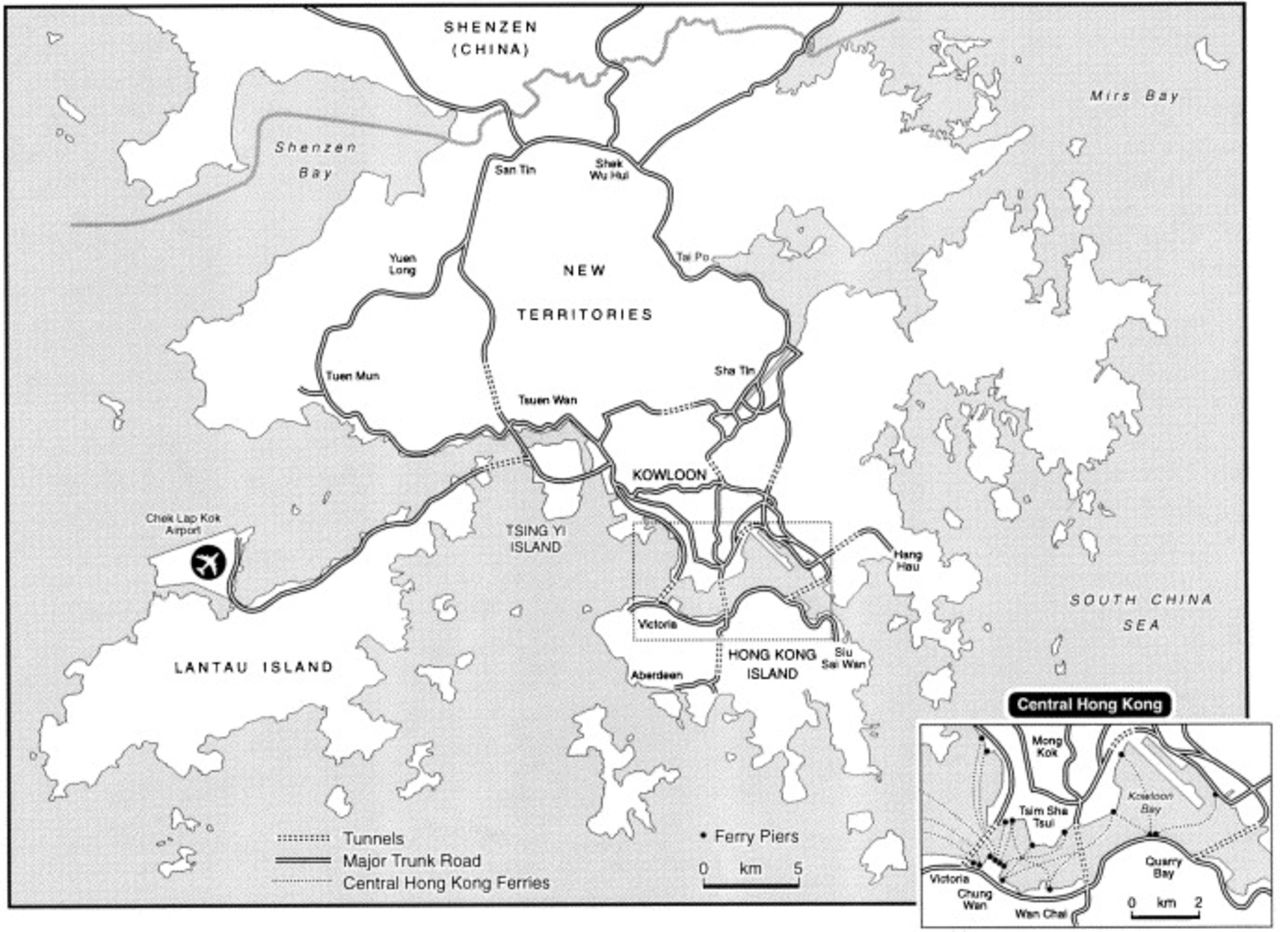 SHENZEN
(CHINA)
Mirs Bay
Shenzen
Bay
San Tin
Shek
Wu Hui
Yuen
Long
NEW
TERRITORIES
Tai Po
Tuen Mun
Sha Tin
Tsuen Wan
KOWLOON
Chek Lap Kok
Airport
TSING YI
ISLAND
Hang
Hau
SOUTH CHINA
SEA
Victoria
LANTAU ISLAND
HONG KONG
ISLAND
Siu
Sai Wan
Aberdeen
Central Hong Kong
Mong
Kok
Kowloon
Bay
Tsim Sha
Tsui
Quarry
Bay
Victoria
Chung
Wan
Wan Chai
0 km 2
Tunnels
Major Trunk Road
Central Hong Kong Ferries
Ferry Piers
0 km 5